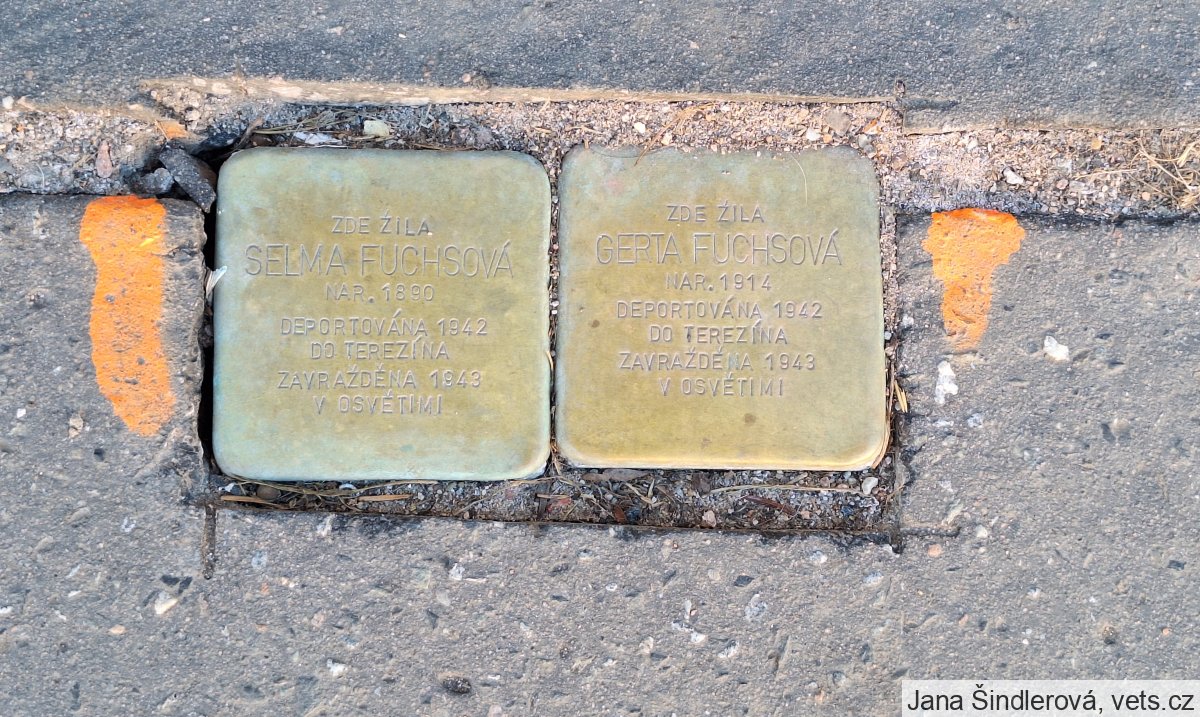 ZDE ŽILA
SELMA FUCHSOVÁ
NAR. 1890
DEPORTOVÁNA 1942
DO TEREZÍNA
ZAVRAŽDĚNA 1943
V OSVĚTIMI
ZDE ŽILA
GERTA FUCHSOVÁ
NAR. 1914
DEPORTOVÁNA 1942
DO TEREZÍNA
ZAVRAŽDĚNA 1943
V OSVĚTIMI
Jana Šindlerová, vets.cz